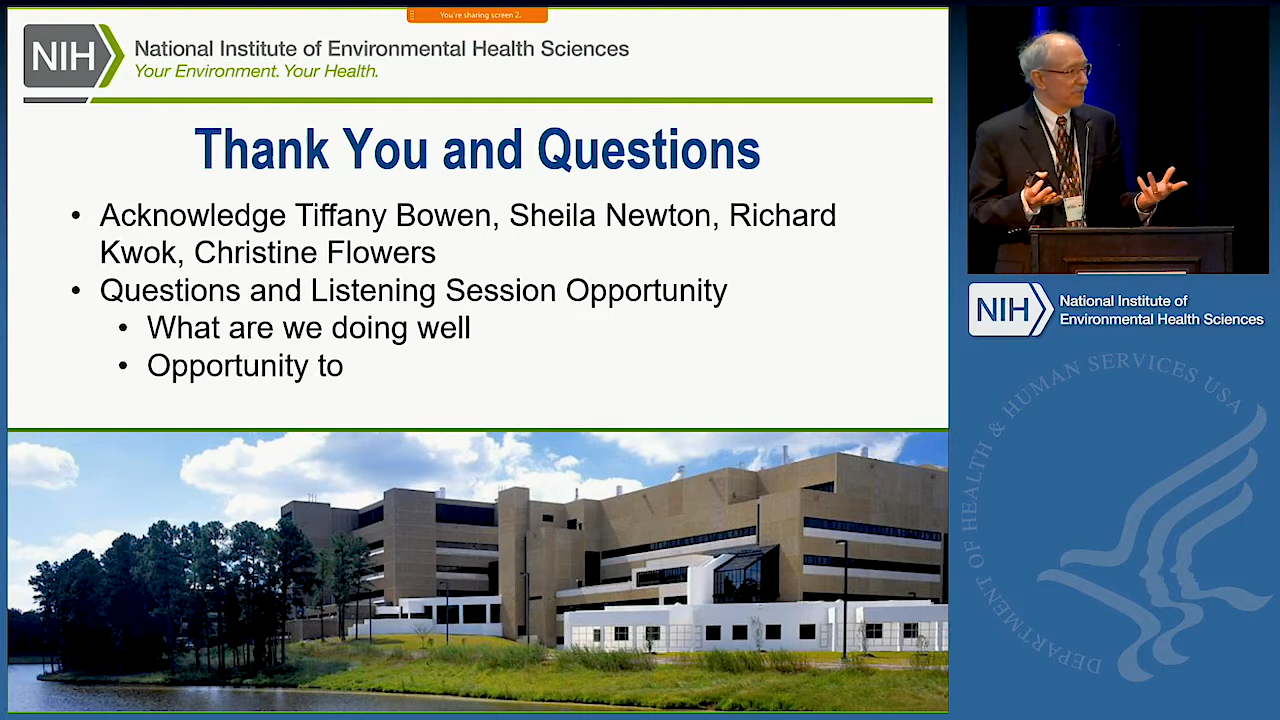 You're sharing screen 2.
NIH
National Institute of Environmental Health Sciences
Your Environment. Your Health.
Thank You and Questions
• Acknowledge Tiffany Bowen, Sheila Newton, Richard
Kwok, Christine Flowers
• Questions and Listening Session Opportunity
• What are we doing well
• Opportunity to
NIH
National Institute of
Environmental Health Sciences
DEPARTMENT OF HEALTH & HUMAN SERVICES USA